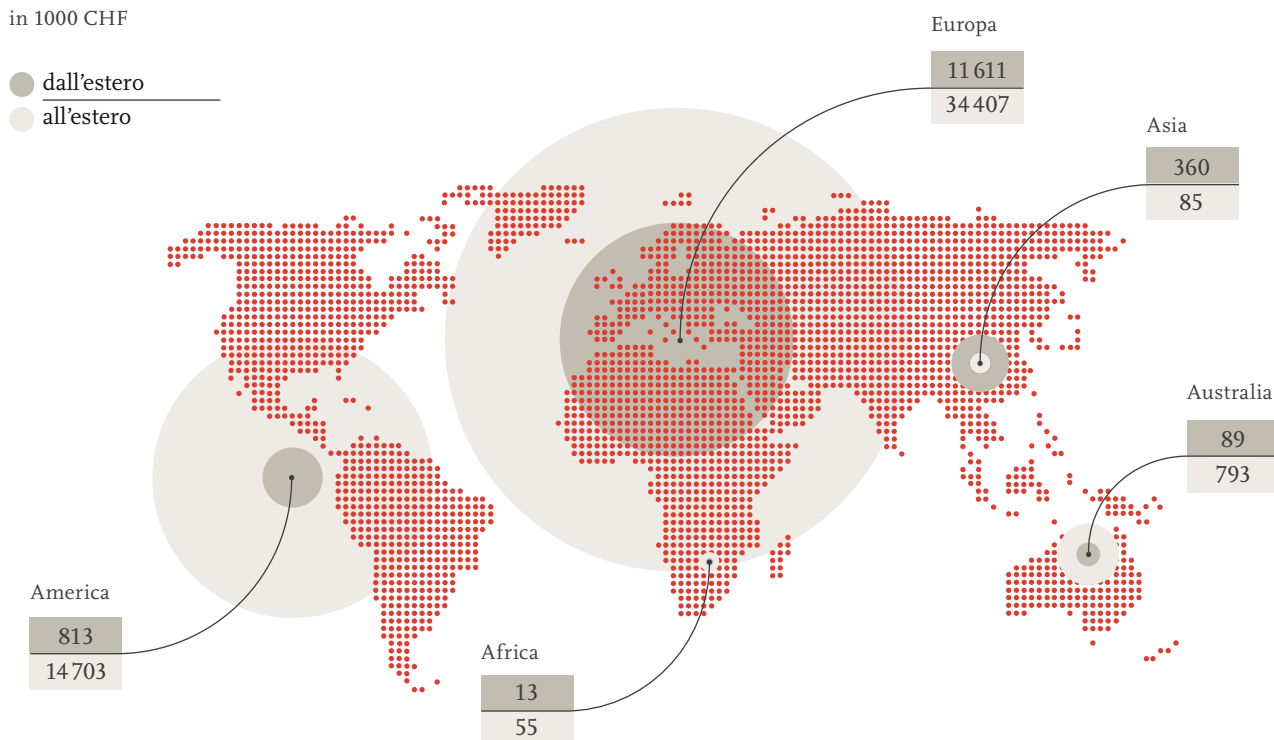 in 1000 CHF
dall’estero
all’estero
Europa
11 611
34 407
Asia
360
85
Australia
89
793
America
813
14 703
Africa
13
55